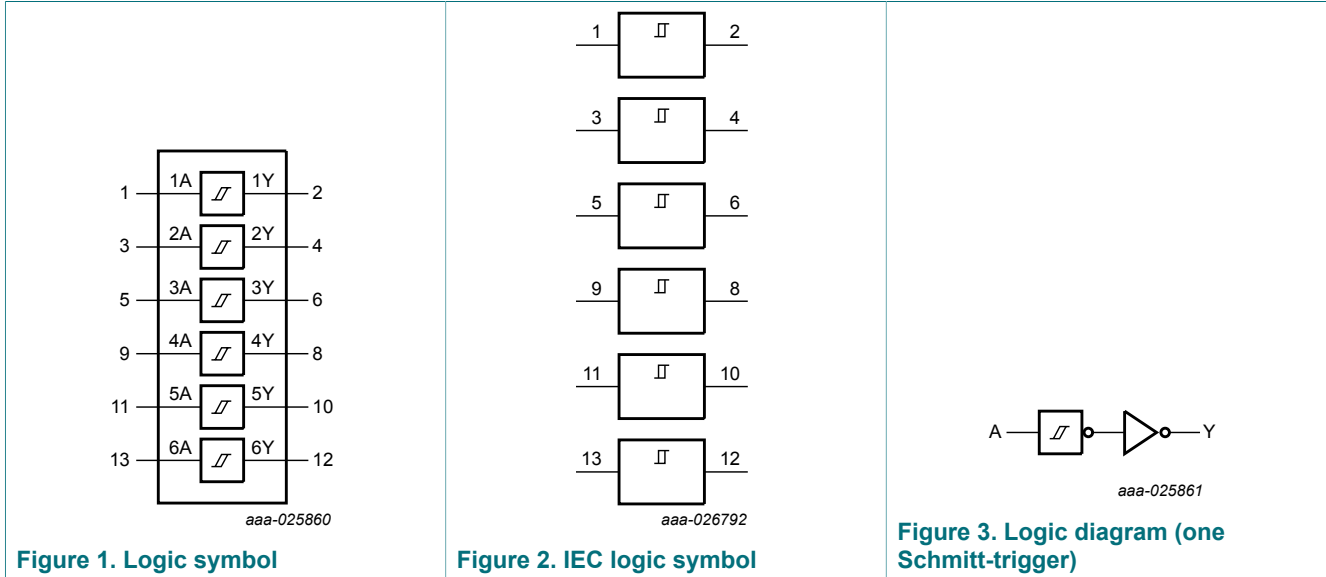 1 1A 1Y 2
3 2A 2Y 4
5 3A 3Y 6
9 4A 4Y 8
11 5A 5Y 10
13 6A 6Y 12
aaa-025860
Figure 1. Logic symbol
1 2
3 4
5 6
9 8
11 10
13 12
aaa-026792
Figure 2. IEC logic symbol
A Y
aaa-025861
Figure 3. Logic diagram (one
Schmitt-trigger)